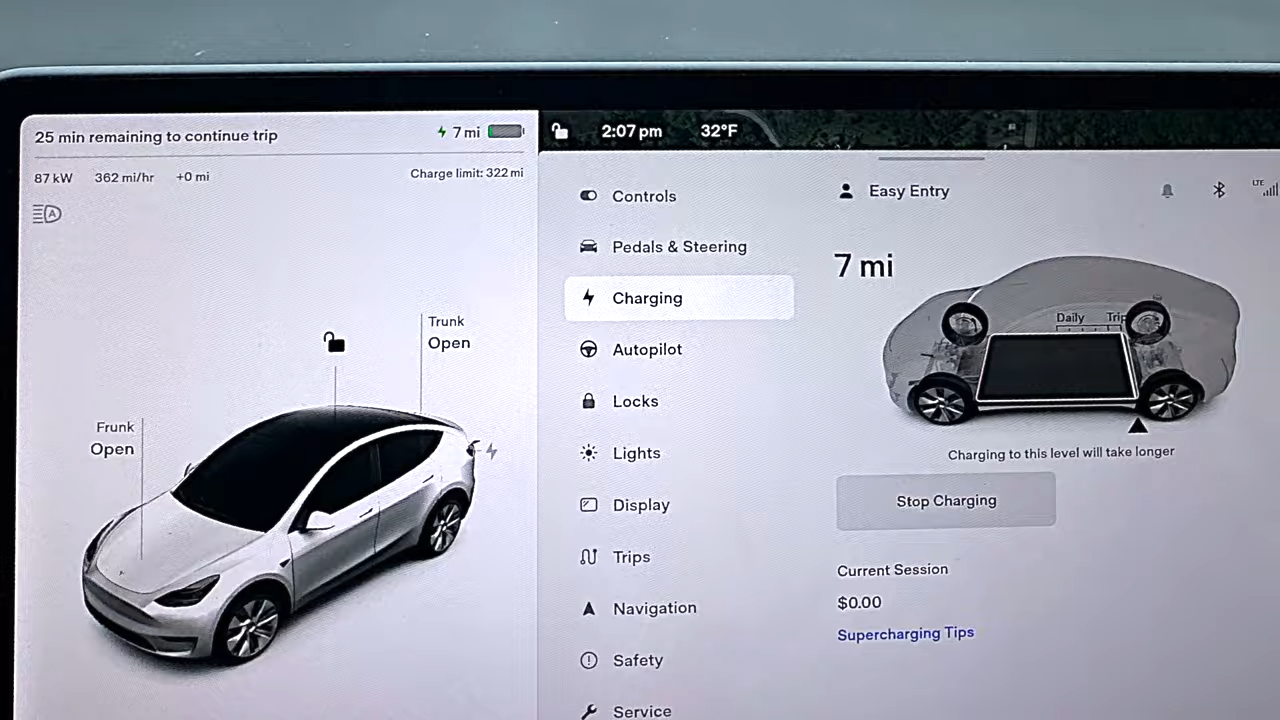 25 min remaining to continue trip
7 mi
87 kW 362 mi/hr +0 mi
Charge limit: 322 mi
A
Trunk
Open
Frunk
Open
2:07 pm 32°F
Controls
Pedals & Steering
Charging
Autopilot
Locks
Lights
Display
Trips
Navigation
Safety
Service
Easy Entry
LTE
7 mi
Daily Trip
Charging to this level will take longer
Stop Charging
Current Session
$0.00
Supercharging Tips